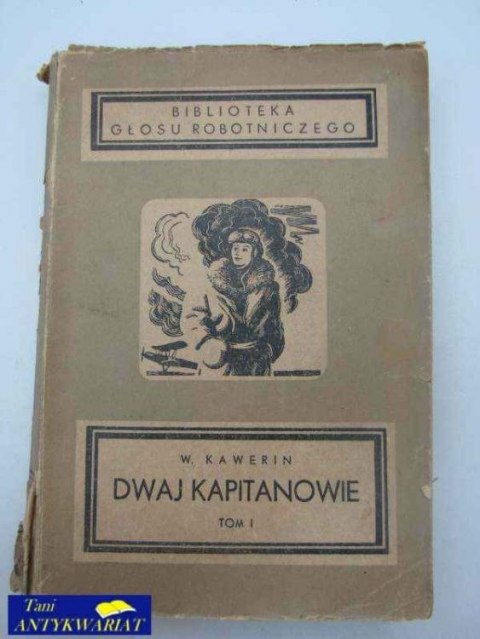 BIBLIOTEKA
GŁOSU ROBOTNICZEGO
W. KAWERIN
DWAJ KAPITANOWIE
TOM I
Tani
ANTYKWARIAT